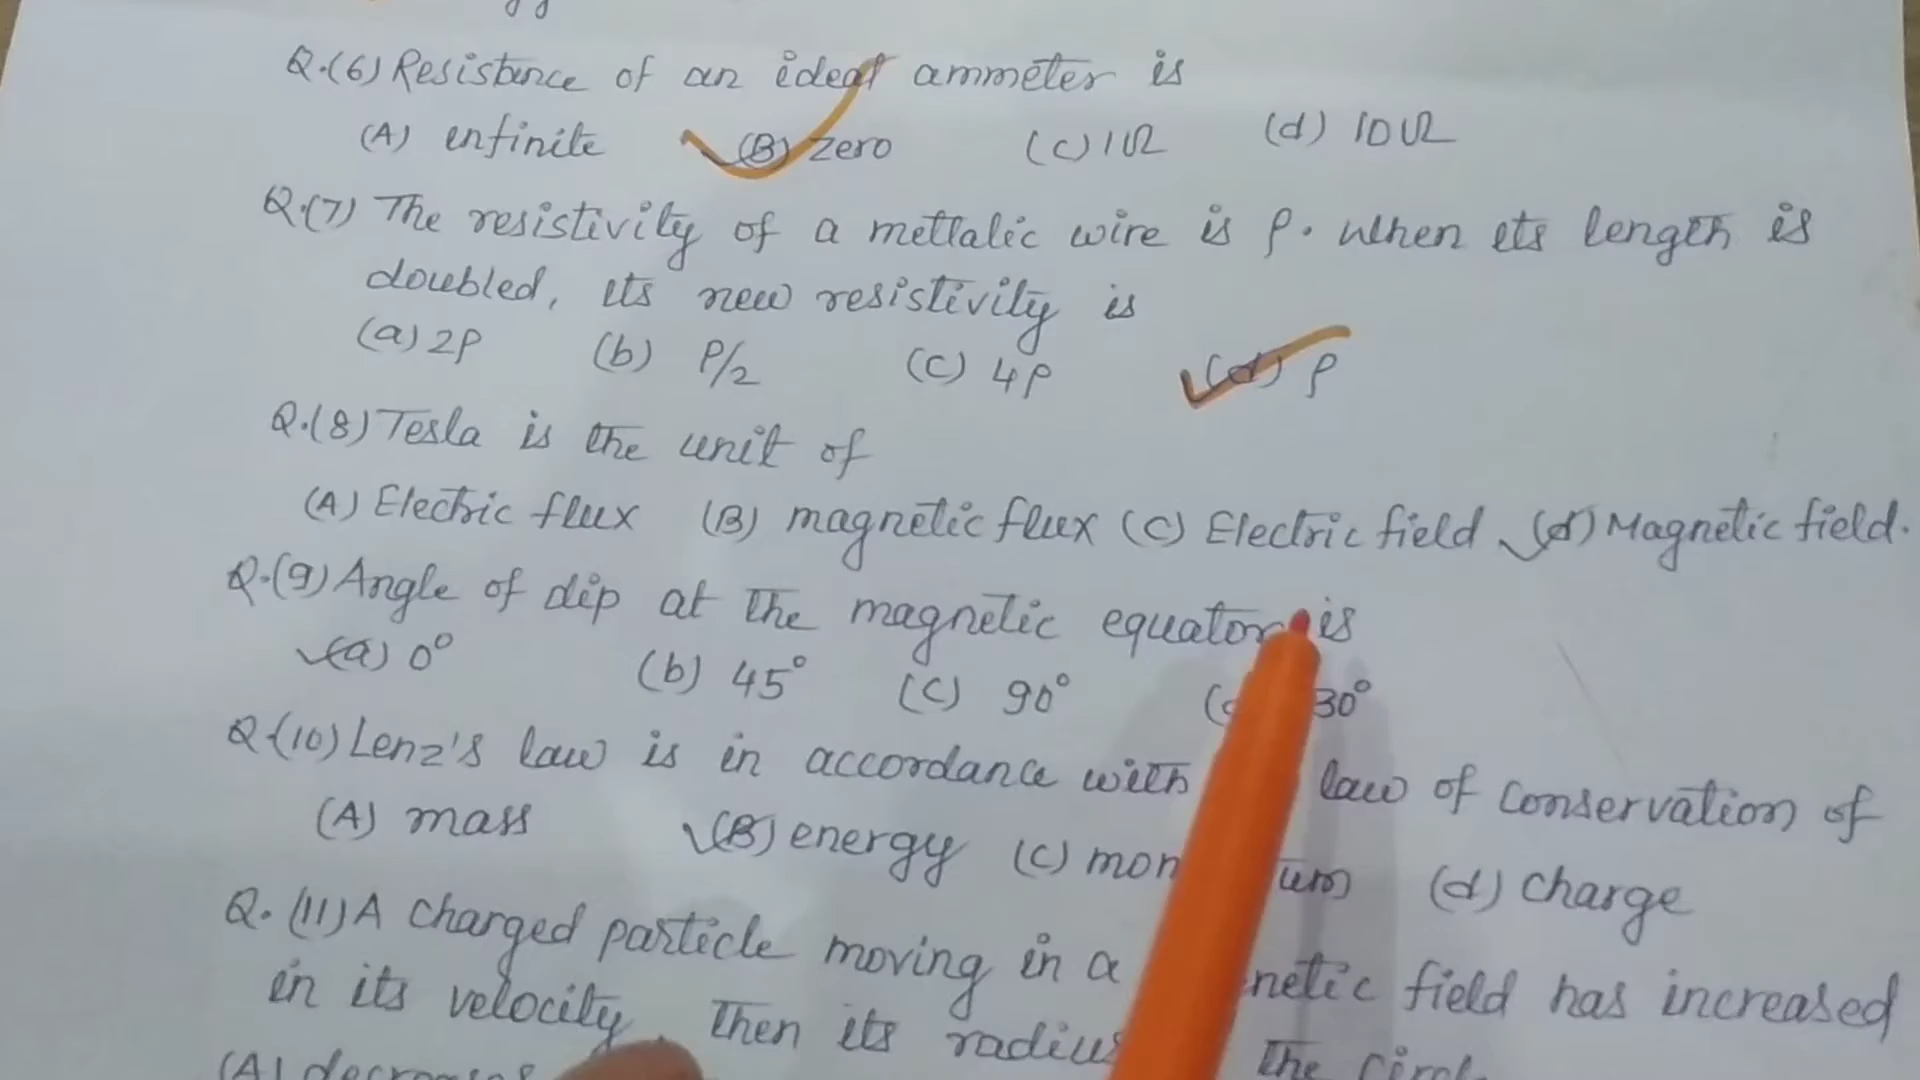 Q.(6) Resistance of an ideal ammeter is
(A) enfinite (B) zero (C) 1Ω (d) 10Ω
Q.(7) The resistivity of a mettalic wire is ρ. when its length is
doubled, its new resistivity is
(a) 2ρ (b) ρ/2 (C) 4ρ (d) ρ
Q.(8) Tesla is the unit of
(A) Electric flux (B) magnetic flux (C) Electric field (d) Magnetic field.
Q.(9) Angle of dip at the magnetic equator is
(a) 0° (b) 45° (C) 90° 30°
Q.(10) Lenz's law is in accordance with law of conservation of
(A) mass (B) energy (C) (d) charge
Q.(11) A charged particle moving in a field has increased
in its velocity. Then its the